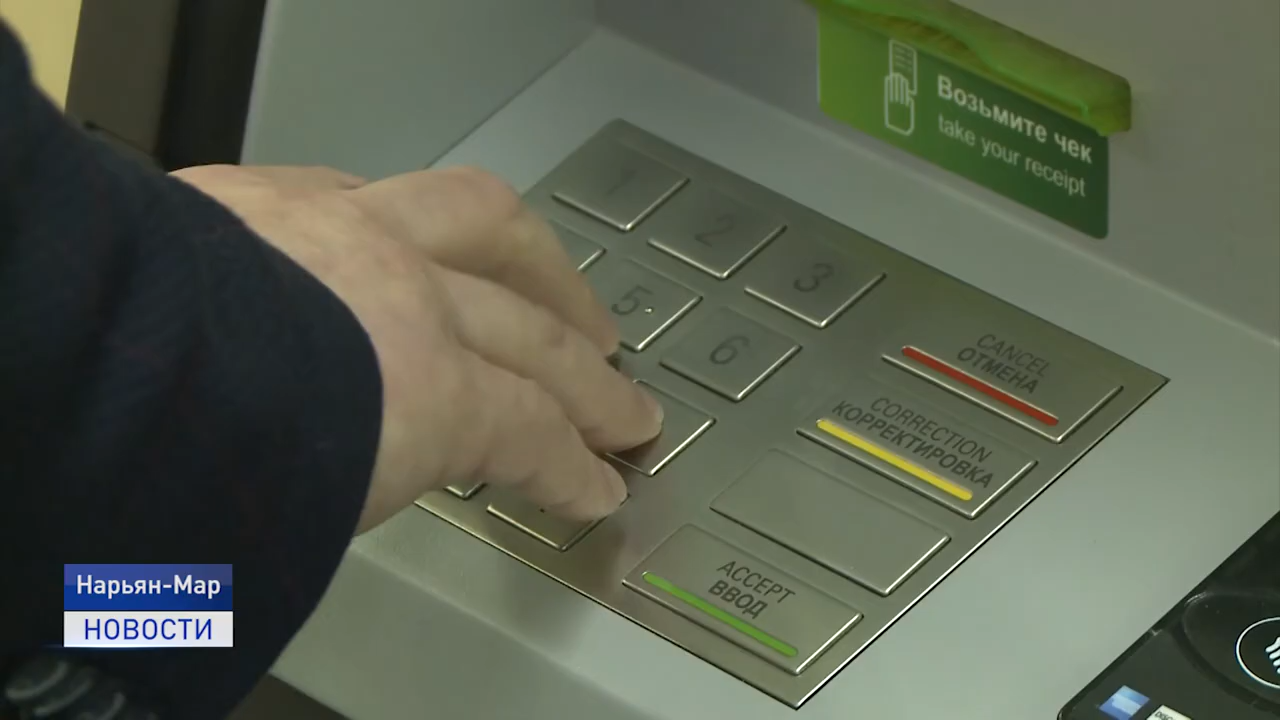 Возьмите чек
take your receipt
1
2
3
5
6
CANCEL
ОТМЕНА
CORRECTION
КОРРЕКТИРОВКА
ACCEPT
ВВОД
Нарьян-Мар
НОВОСТИ